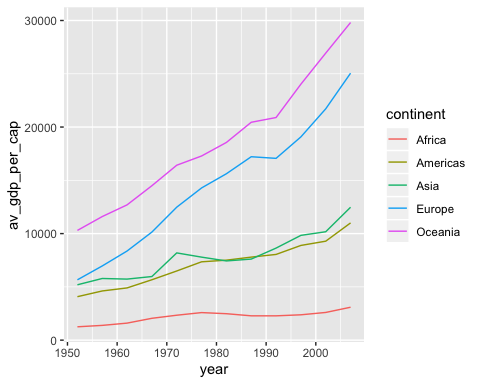 30000
20000
10000
0
av_gdp_per_cap
1950
1960
1970
1980
1990
2000
year
continent
Africa
Americas
Asia
Europe
Oceania